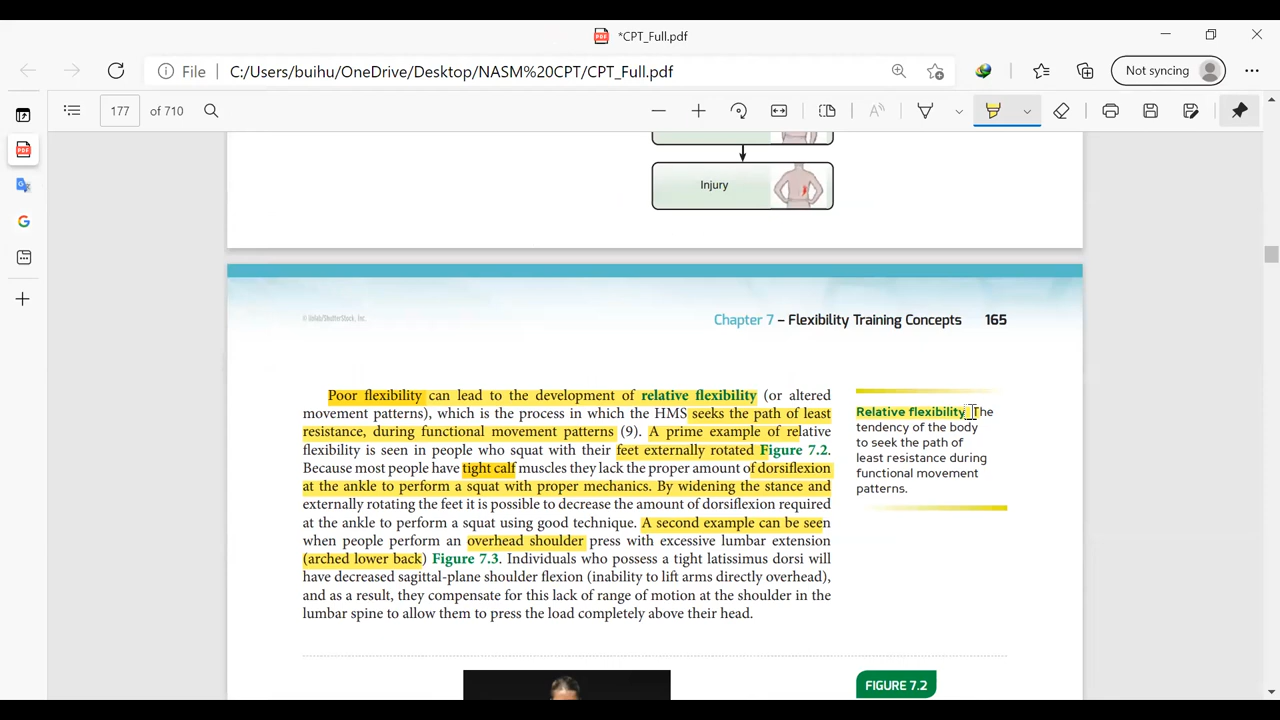 *CPT_Full.pdf
File
C:/Users/buihu/OneDrive/Desktop/NASM%20CPT/CPT_Full.pdf
Not syncing
177 of 710
Injury
Chapter 7 – Flexibility Training Concepts 165
Poor flexibility can lead to the development of relative flexibility (or altered
movement patterns), which is the process in which the HMS seeks the path of least
resistance, during functional movement patterns (9). A prime example of relative
flexibility is seen in people who squat with their feet externally rotated Figure 7.2.
Because most people have tight calf muscles they lack the proper amount of dorsiflexion
at the ankle to perform a squat with proper mechanics. By widening the stance and
externally rotating the feet it is possible to decrease the amount of dorsiflexion required
at the ankle to perform a squat using good technique. A second example can be seen
when people perform an overhead shoulder press with excessive lumbar extension
(arched lower back) Figure 7.3. Individuals who possess a tight latissimus dorsi will
have decreased sagittal-plane shoulder flexion (inability to lift arms directly overhead),
and as a result, they compensate for this lack of range of motion at the shoulder in the
lumbar spine to allow them to press the load completely above their head.
Relative flexibility The
tendency of the body
to seek the path of
least resistance during
functional movement
patterns.
FIGURE 7.2